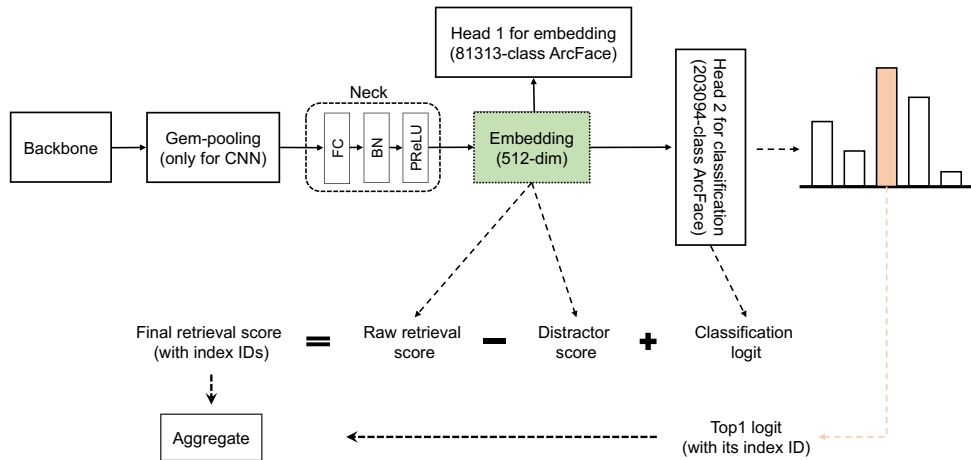 Head 1 for embedding
(81313-class ArcFace)
Head 2 for classification
(203094-class ArcFace)
Neck
Backbone
Gem-pooling
(only for CNN)
FC
BN
PReLU
Embedding
(512-dim)
Final retrieval score
(with index IDs)
=
Raw retrieval
score
−
Distractor
score
+
Classification
logit
Aggregate
Top1 logit
(with its index ID)